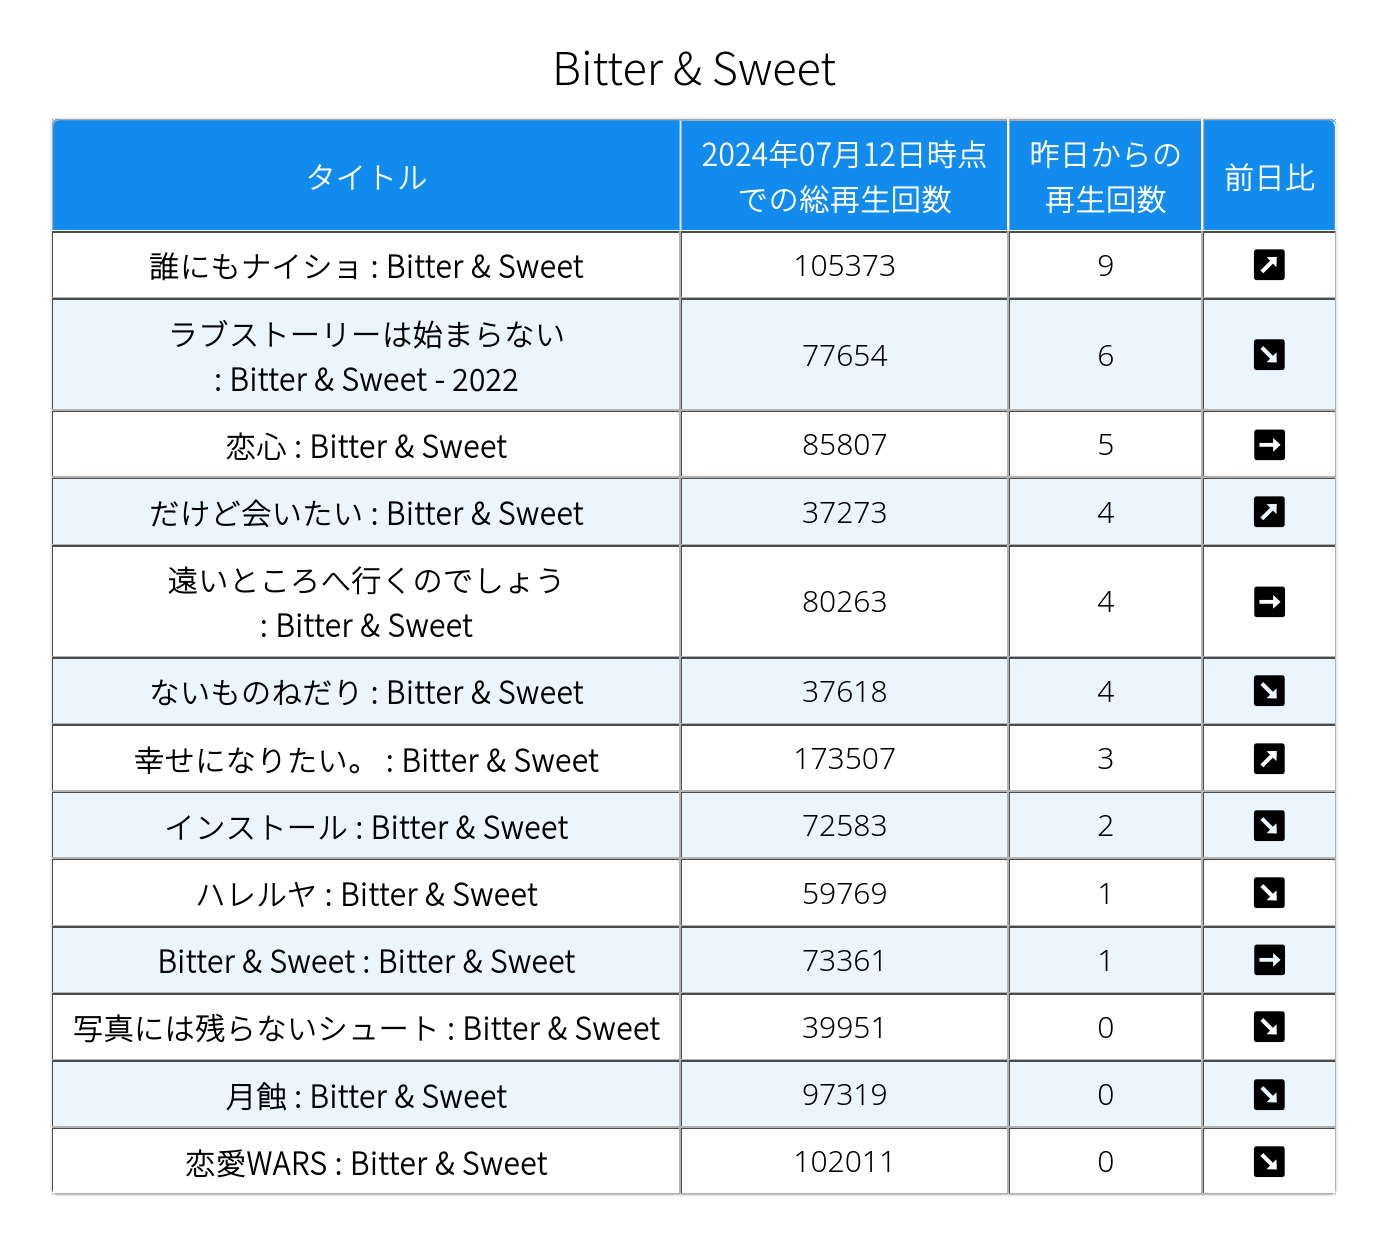 Bitter & Sweet
タイトル
2024年07月12日時点
での総再生回数
昨日からの
再生回数
前日比
誰にもナイショ : Bitter & Sweet
105373
9
ラブストーリーは始まらない
: Bitter & Sweet - 2022
77654
6
恋心 : Bitter & Sweet
85807
5
だけど会いたい : Bitter & Sweet
37273
4
遠いところへ行くのでしょう
: Bitter & Sweet
80263
4
ないものねだり : Bitter & Sweet
37618
4
幸せになりたい。 : Bitter & Sweet
173507
3
インストール : Bitter & Sweet
72583
2
ハレルヤ : Bitter & Sweet
59769
1
Bitter & Sweet : Bitter & Sweet
73361
1
写真には残らないシュート : Bitter & Sweet
39951
0
月蝕 : Bitter & Sweet
97319
0
恋愛WARS : Bitter & Sweet
102011
0